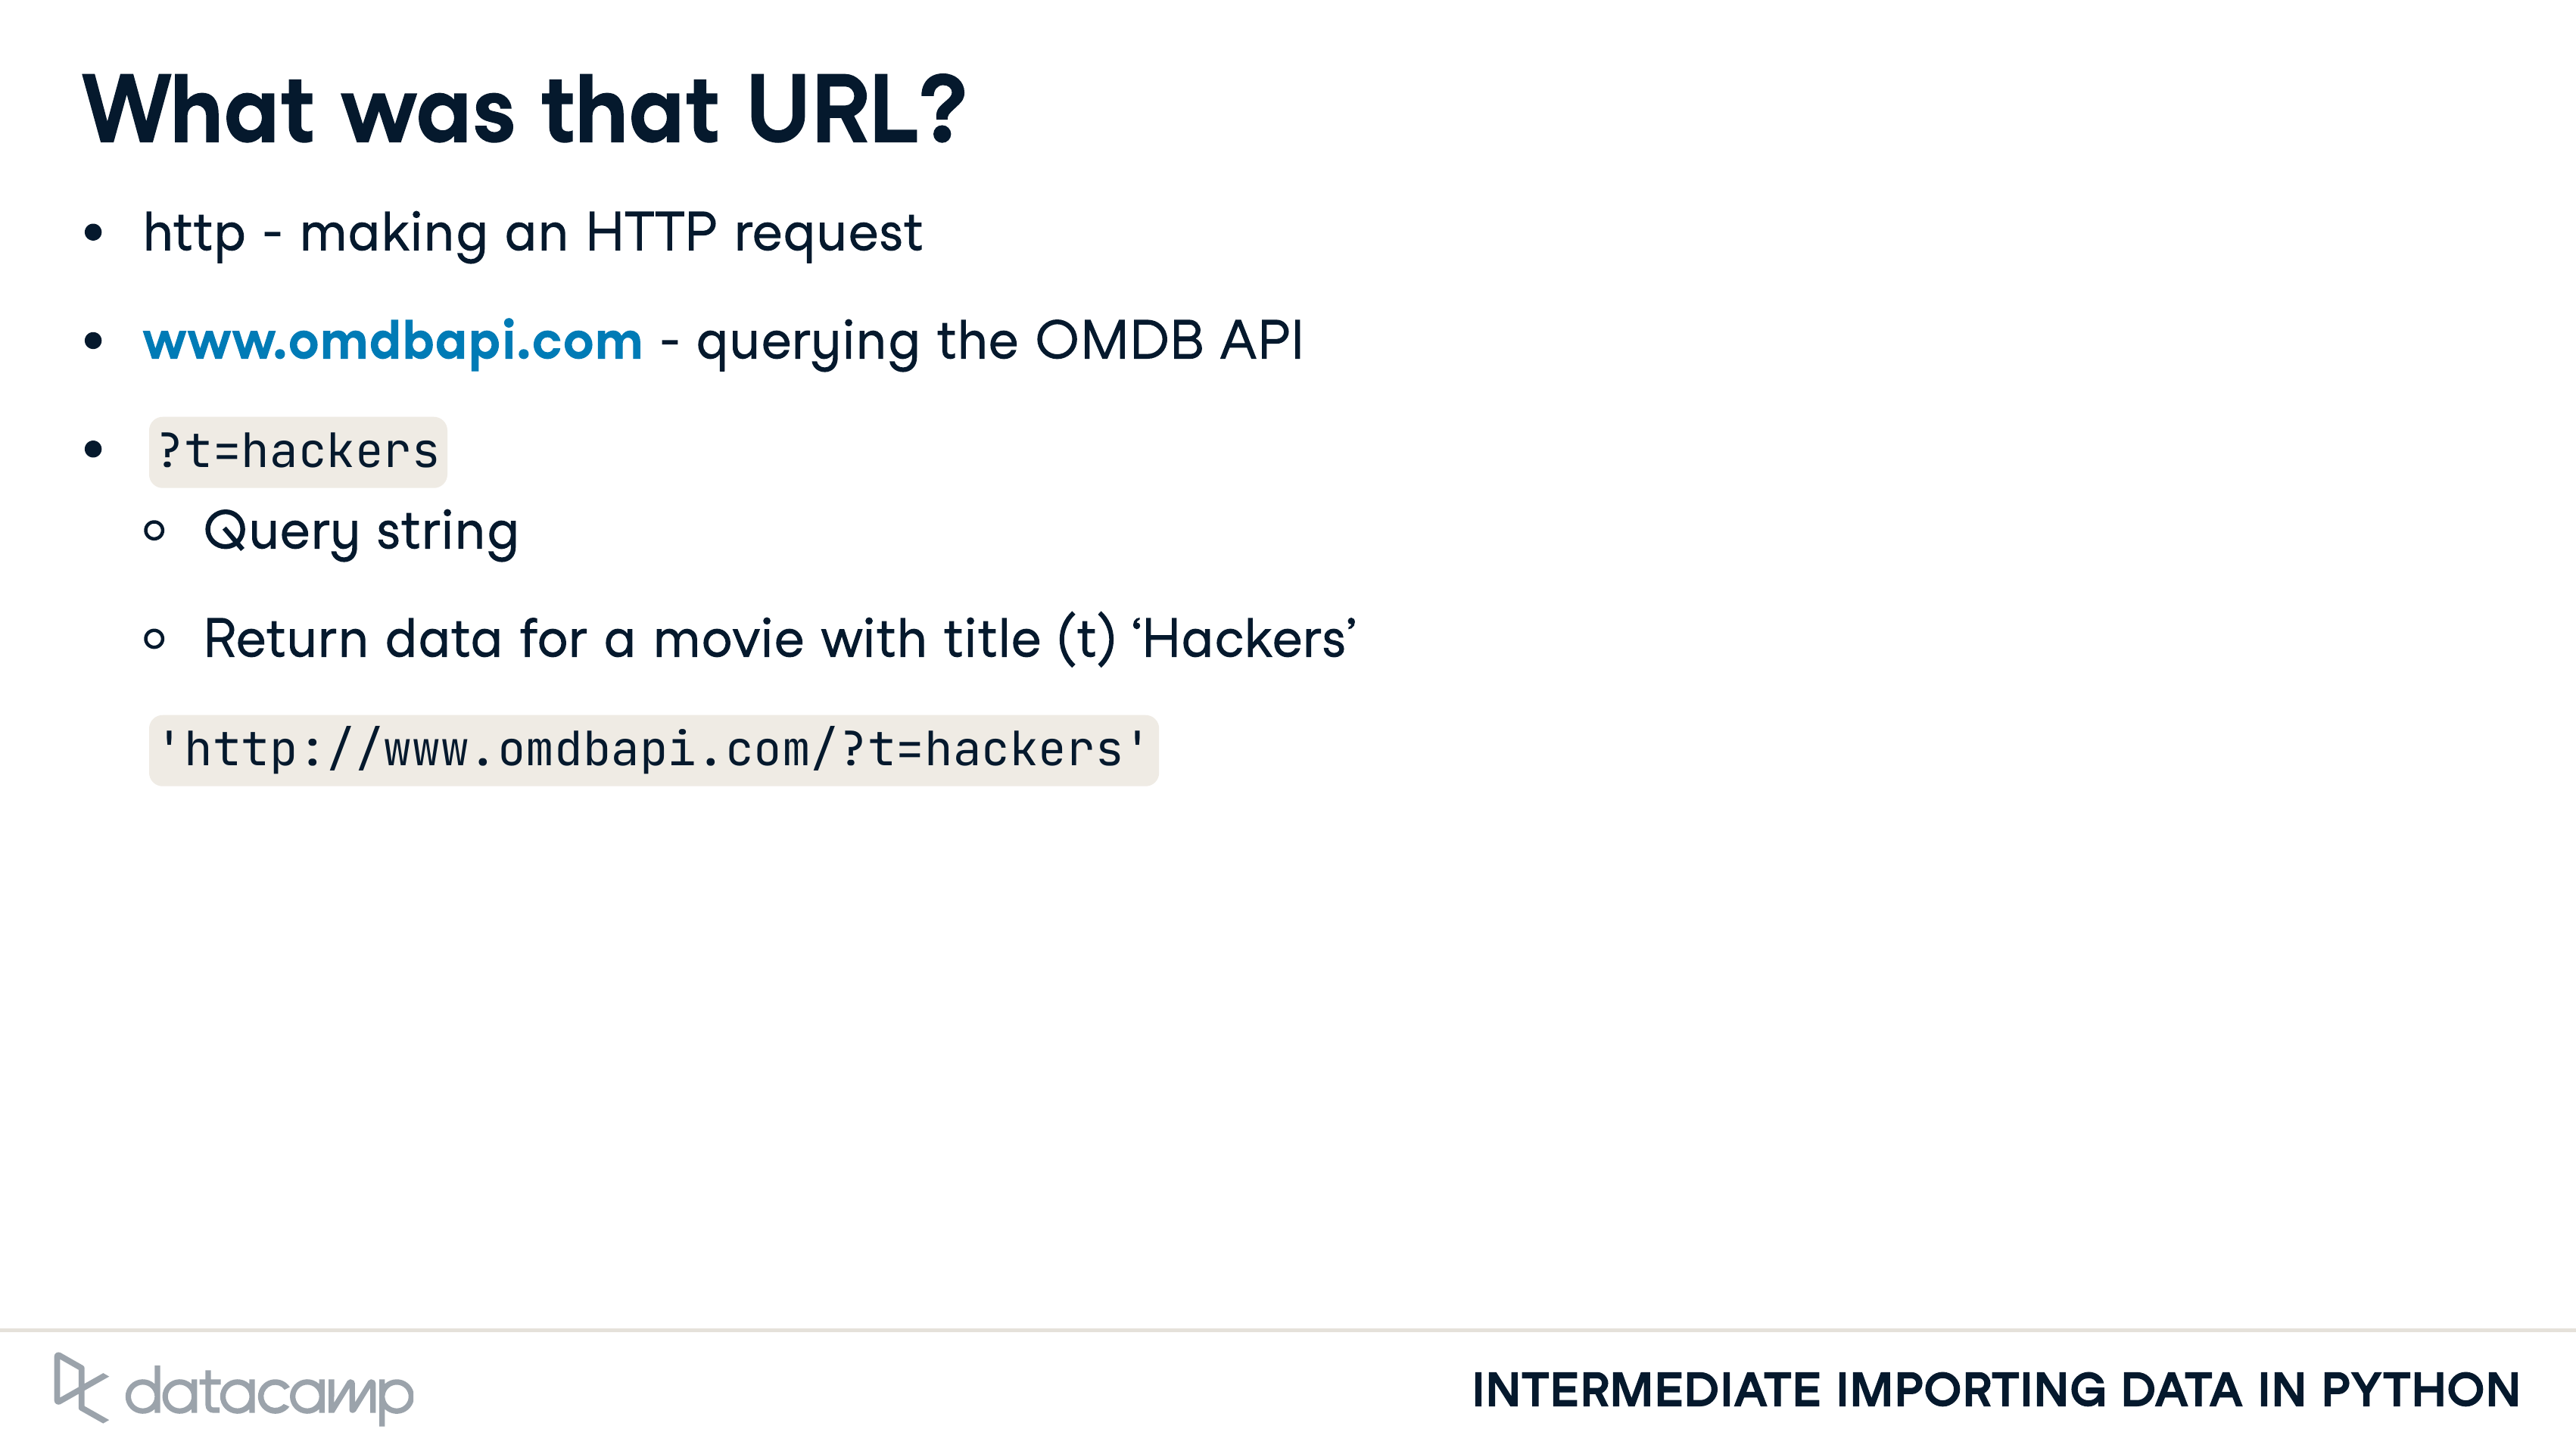 What was that URL?
• http - making an HTTP request
• www.omdbapi.com - querying the OMDB API
• ?t=hackers
○ Query string
○ Return data for a movie with title (t) ‘Hackers’
'http://www.omdbapi.com/?t=hackers'
datacamp
INTERMEDIATE IMPORTING DATA IN PYTHON